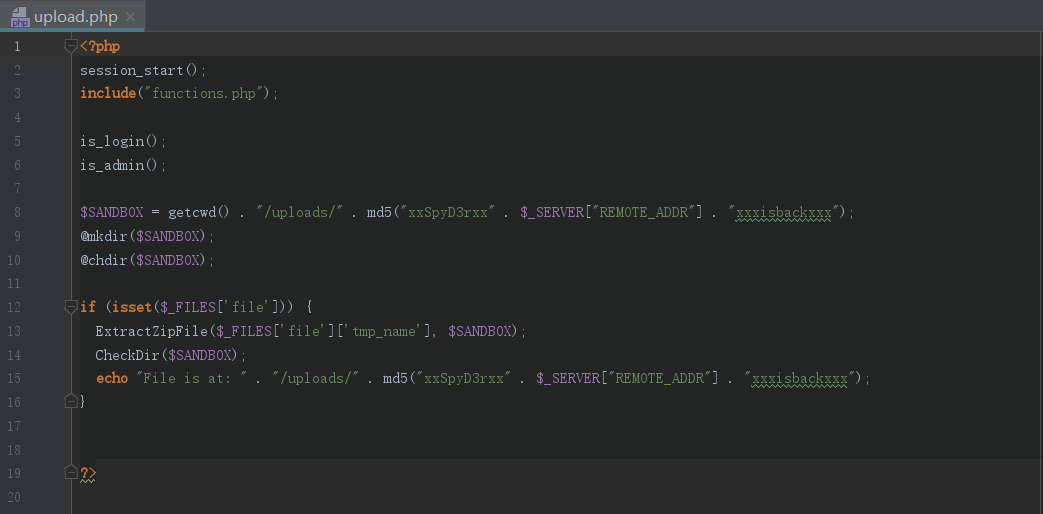 upload.php
1 <?php
2 session_start();
3 include("functions.php");
4
5 is_login();
6 is_admin();
7
8 $SANDBOX = getcwd() . "/uploads/" . md5("xxSpyD3rxx" . $_SERVER["REMOTE_ADDR"] . "xxxisbackxxx");
9 @mkdir($SANDBOX);
10 @chdir($SANDBOX);
11
12 if (isset($_FILES['file'])) {
13 ExtractZipFile($_FILES['file']['tmp_name'], $SANDBOX);
14 CheckDir($SANDBOX);
15 echo "File is at: " . "/uploads/" . md5("xxSpyD3rxx" . $_SERVER["REMOTE_ADDR"] . "xxxisbackxxx");
16 }
17
18
19 ?>
20